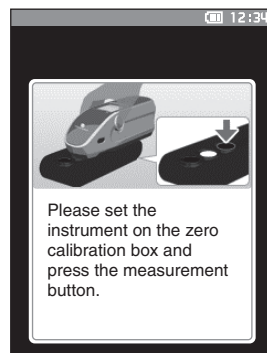 12:34
Please set the
instrument on the zero
calibration box and
press the measurement
button.